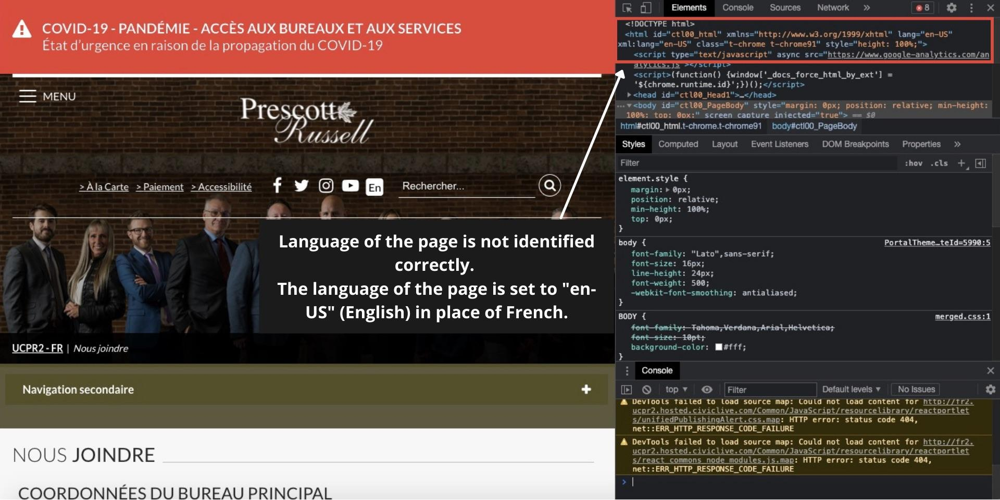 COVID-19 - PANDÉMIE - ACCÈS AUX BUREAUX ET AUX SERVICES
État d'urgence en raison de la propagation du COVID-19
MENU
Prescott
Russell
> À la Carte > Paiement > Accessibilité
En
Rechercher...
Language of the page is not identified
correctly.
The language of the page is set to "en-
US" (English) in place of French.
UCPR2 - FR | Nous joindre
Navigation secondaire
NOUS JOINDRE
COORDONNÉES DU BUREAU PRINCIPAL
Elements Console Sources Network » 8
<!DOCTYPE html>
<html id="ctl00_html" xmlns="http://www.w3.org/1999/xhtml" lang="en-US"
xml:lang="en-US" class="t-chrome t-chrome91" style="height: 100%;">
<script type="text/javascript" async src="https://www.google-analytics.com/an
alytics.js"></script>
<script>(function() {window['_docs_force_html_by_ext'] =
'${chrome.runtime.id}';})();</script>
<head id="ctl00_Head1">…</head>
<body id="ctl00_PageBody" style="margin: 0px; position: relative; min-height:
100%; top: 0px;" screen_capture_injected="true"> == $0
html#ctl00_html.t-chrome.t-chrome91 body#ctl00_PageBody
Styles Computed Layout Event Listeners DOM Breakpoints Properties »
Filter :hov .cls +
element.style {
margin: 0px;
position: relative;
min-height: 100%;
top: 0px;
}
body { PortalTheme…teId=5990:5
font-family: "Lato",sans-serif;
font-size: 16px;
line-height: 24px;
font-weight: 500;
-webkit-font-smoothing: antialiased;
}
BODY { merged.css:1
font-family: Tahoma,Verdana,Arial,Helvetica;
font-size: 10pt;
background-color: #fff;
}
Console
top Filter Default levels No Issues
DevTools failed to load source map: Could not load content for http://fr2.
ucpr2.hosted.civiclive.com/Common/JavaScript/resourcelibrary/reactportlet
s/unifiedPublishingAlert.css.map: HTTP error: status code 404,
net::ERR_HTTP_RESPONSE_CODE_FAILURE
DevTools failed to load source map: Could not load content for http://fr2.
ucpr2.hosted.civiclive.com/Common/JavaScript/resourcelibrary/reactportlet
s/react_commons_node_modules.js.map: HTTP error: status code 404,
net::ERR_HTTP_RESPONSE_CODE_FAILURE
>